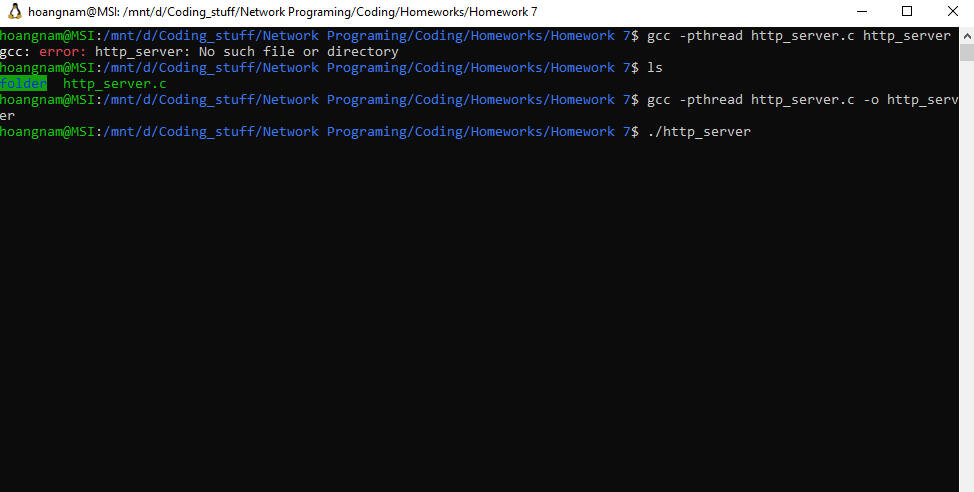 hoangnam@MSI: /mnt/d/Coding_stuff/Network Programing/Coding/Homeworks/Homework 7
hoangnam@MSI:/mnt/d/Coding_stuff/Network Programing/Coding/Homeworks/Homework 7$ gcc -pthread http_server.c http_server
gcc: error: http_server: No such file or directory
hoangnam@MSI:/mnt/d/Coding_stuff/Network Programing/Coding/Homeworks/Homework 7$ ls
folder  http_server.c
hoangnam@MSI:/mnt/d/Coding_stuff/Network Programing/Coding/Homeworks/Homework 7$ gcc -pthread http_server.c -o http_serv
er
hoangnam@MSI:/mnt/d/Coding_stuff/Network Programing/Coding/Homeworks/Homework 7$ ./http_server